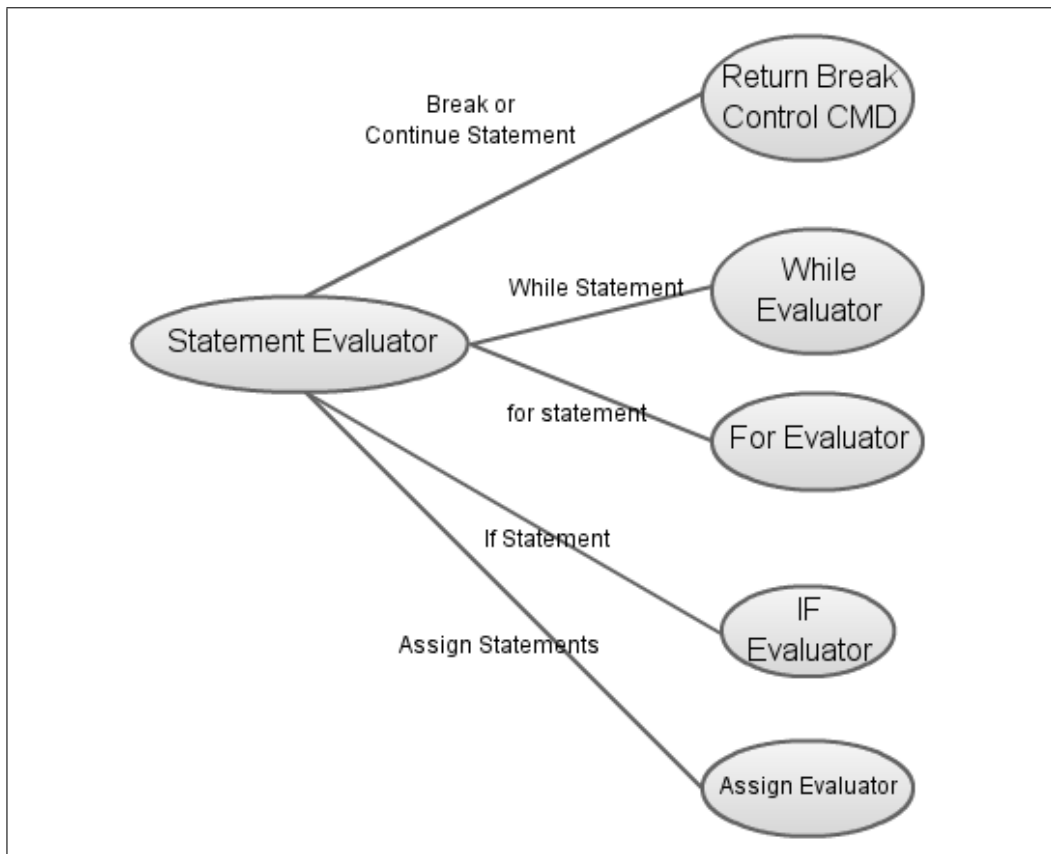 Return Break
Control CMD
Break or
Continue Statement
While
Evaluator
While Statement
Statement Evaluator
for statement
For Evaluator
If Statement
IF
Evaluator
Assign Statements
Assign Evaluator